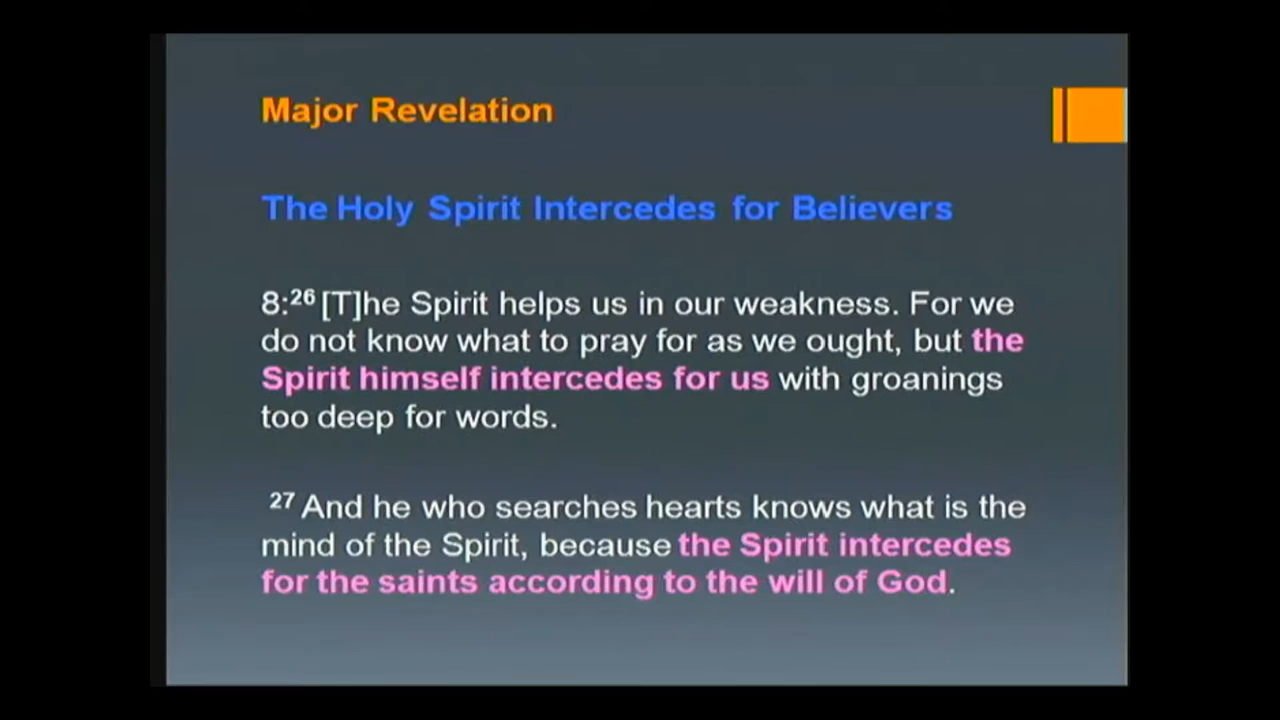 Major Revelation
The Holy Spirit Intercedes for Believers
8:26 [T]he Spirit helps us in our weakness. For we
do not know what to pray for as we ought, but the
Spirit himself intercedes for us with groanings
too deep for words.
27 And he who searches hearts knows what is the
mind of the Spirit, because the Spirit intercedes
for the saints according to the will of God.